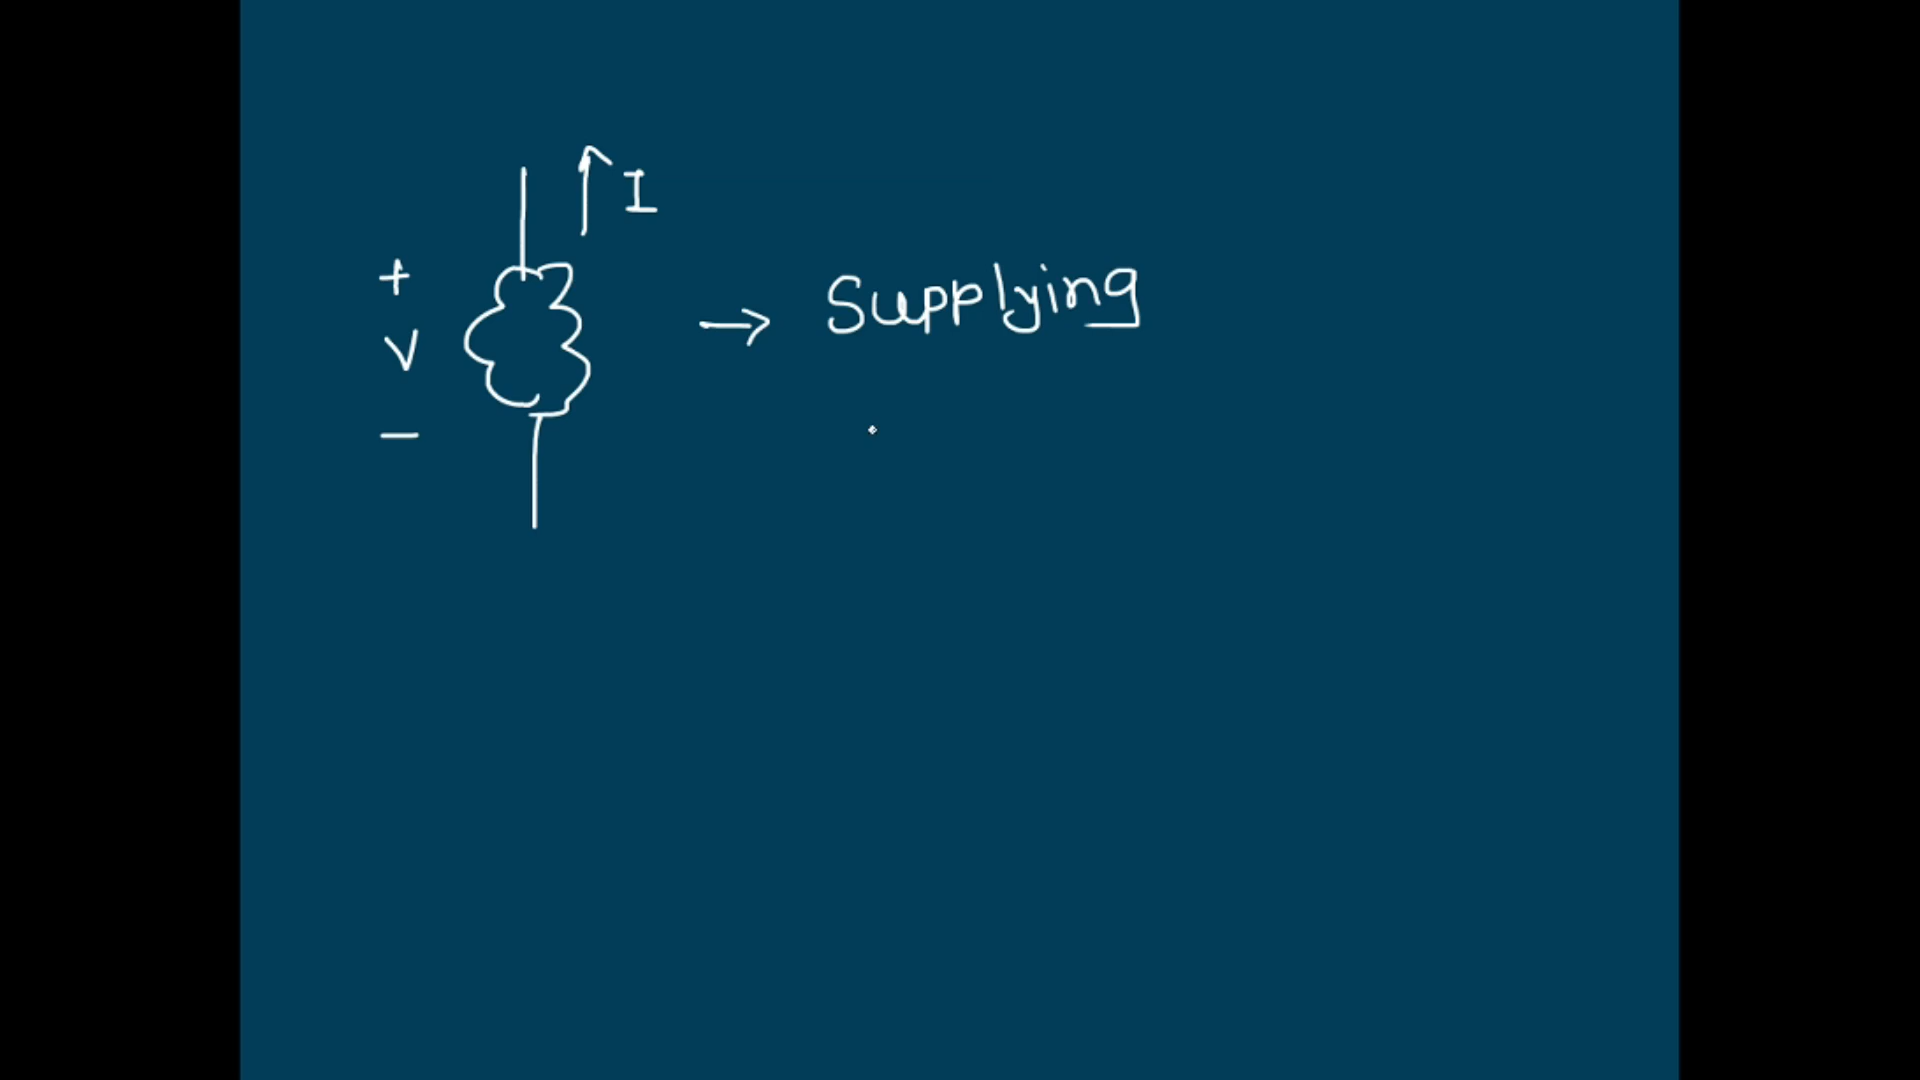 I
+
V
-
→ Supplying